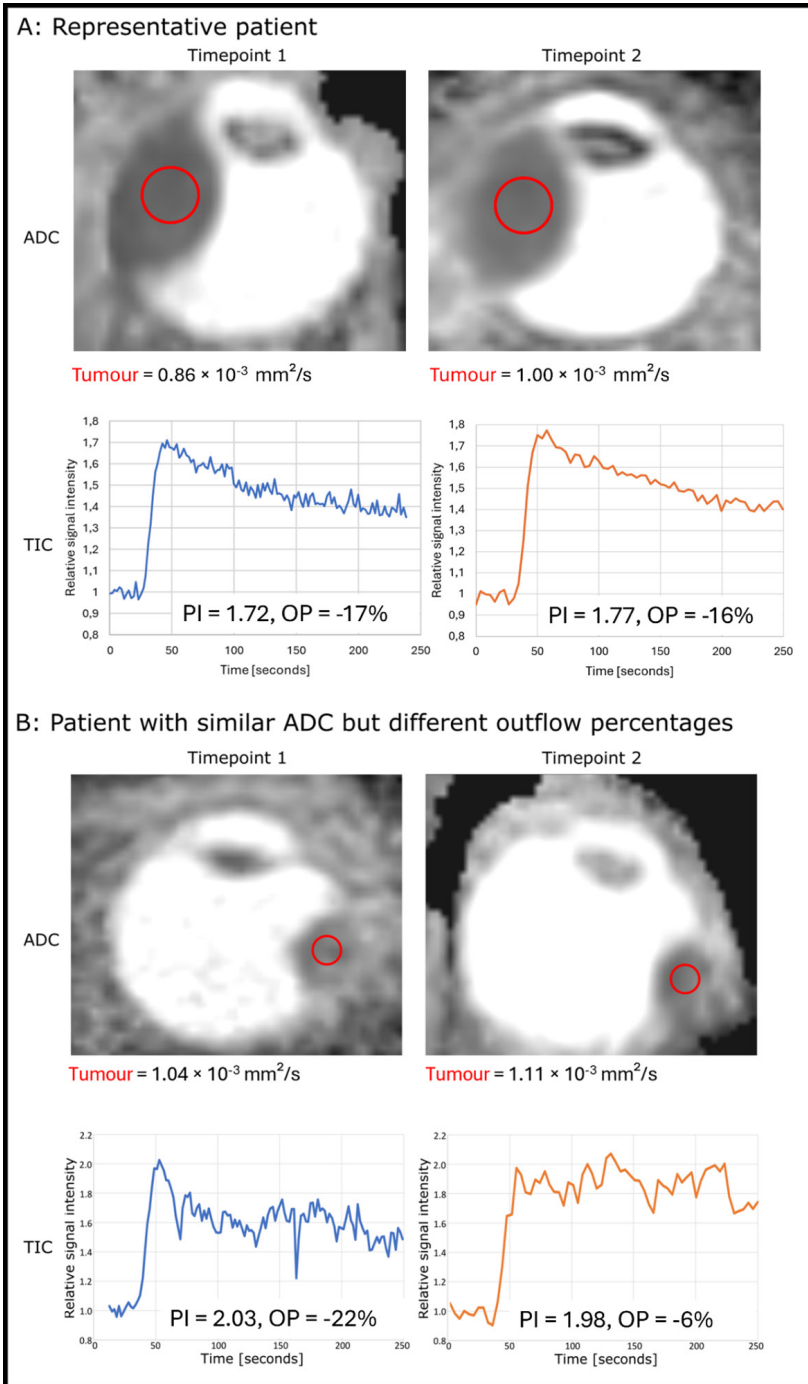 A: Representative patient
Timepoint 1
Timepoint 2
ADC
Tumour = 0.86 × 10⁻³ mm²/s
Tumour = 1.00 × 10⁻³ mm²/s
TIC
Relative signal intensity
1,8
1,7
1,6
1,5
1,4
1,3
1,2
1,1
1
0,9
0,8
PI = 1.72, OP = -17%
0 50 100 150 200 250
Time [seconds]
Relative signal intensity
1,8
1,7
1,6
1,5
1,4
1,3
1,2
1,1
1
0,9
0,8
PI = 1.77, OP = -16%
0 50 100 150 200 250
Time [seconds]
B: Patient with similar ADC but different outflow percentages
Timepoint 1
Timepoint 2
ADC
Tumour = 1.04 × 10⁻³ mm²/s
Tumour = 1.11 × 10⁻³ mm²/s
TIC
Relative signal intensity
2.2
2.0
1.8
1.6
1.4
1.2
1.0
0.8
PI = 2.03, OP = -22%
0 50 100 150 200 250
Time [seconds]
Relative signal intensity
2.2
2.0
1.8
1.6
1.4
1.2
1.0
0.8
PI = 1.98, OP = -6%
0 50 100 150 200 250
Time [seconds]